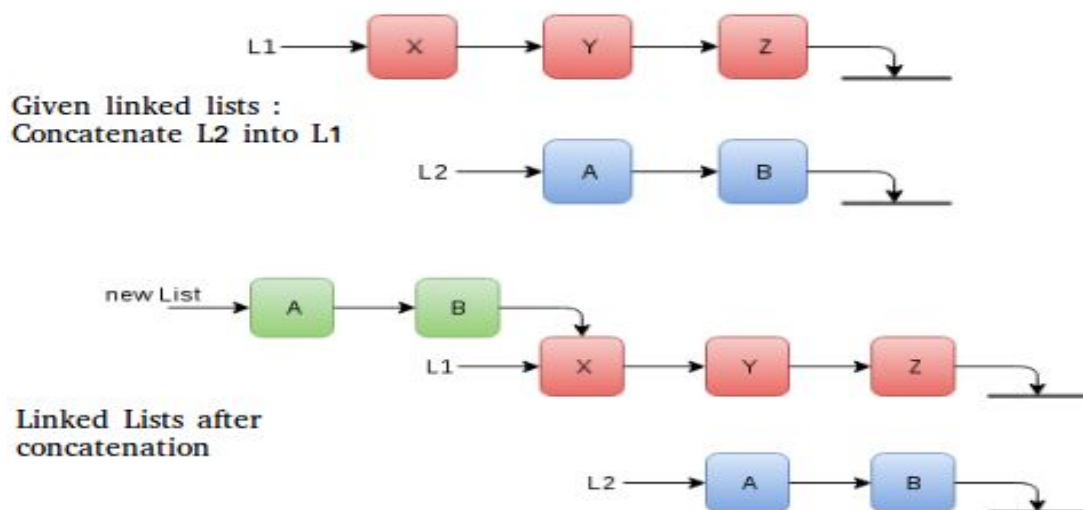 L1 X Y Z
Given linked lists :
Concatenate L2 into L1
L2 A B
new List A B
L1 X Y Z
Linked Lists after
concatenation
L2 A B